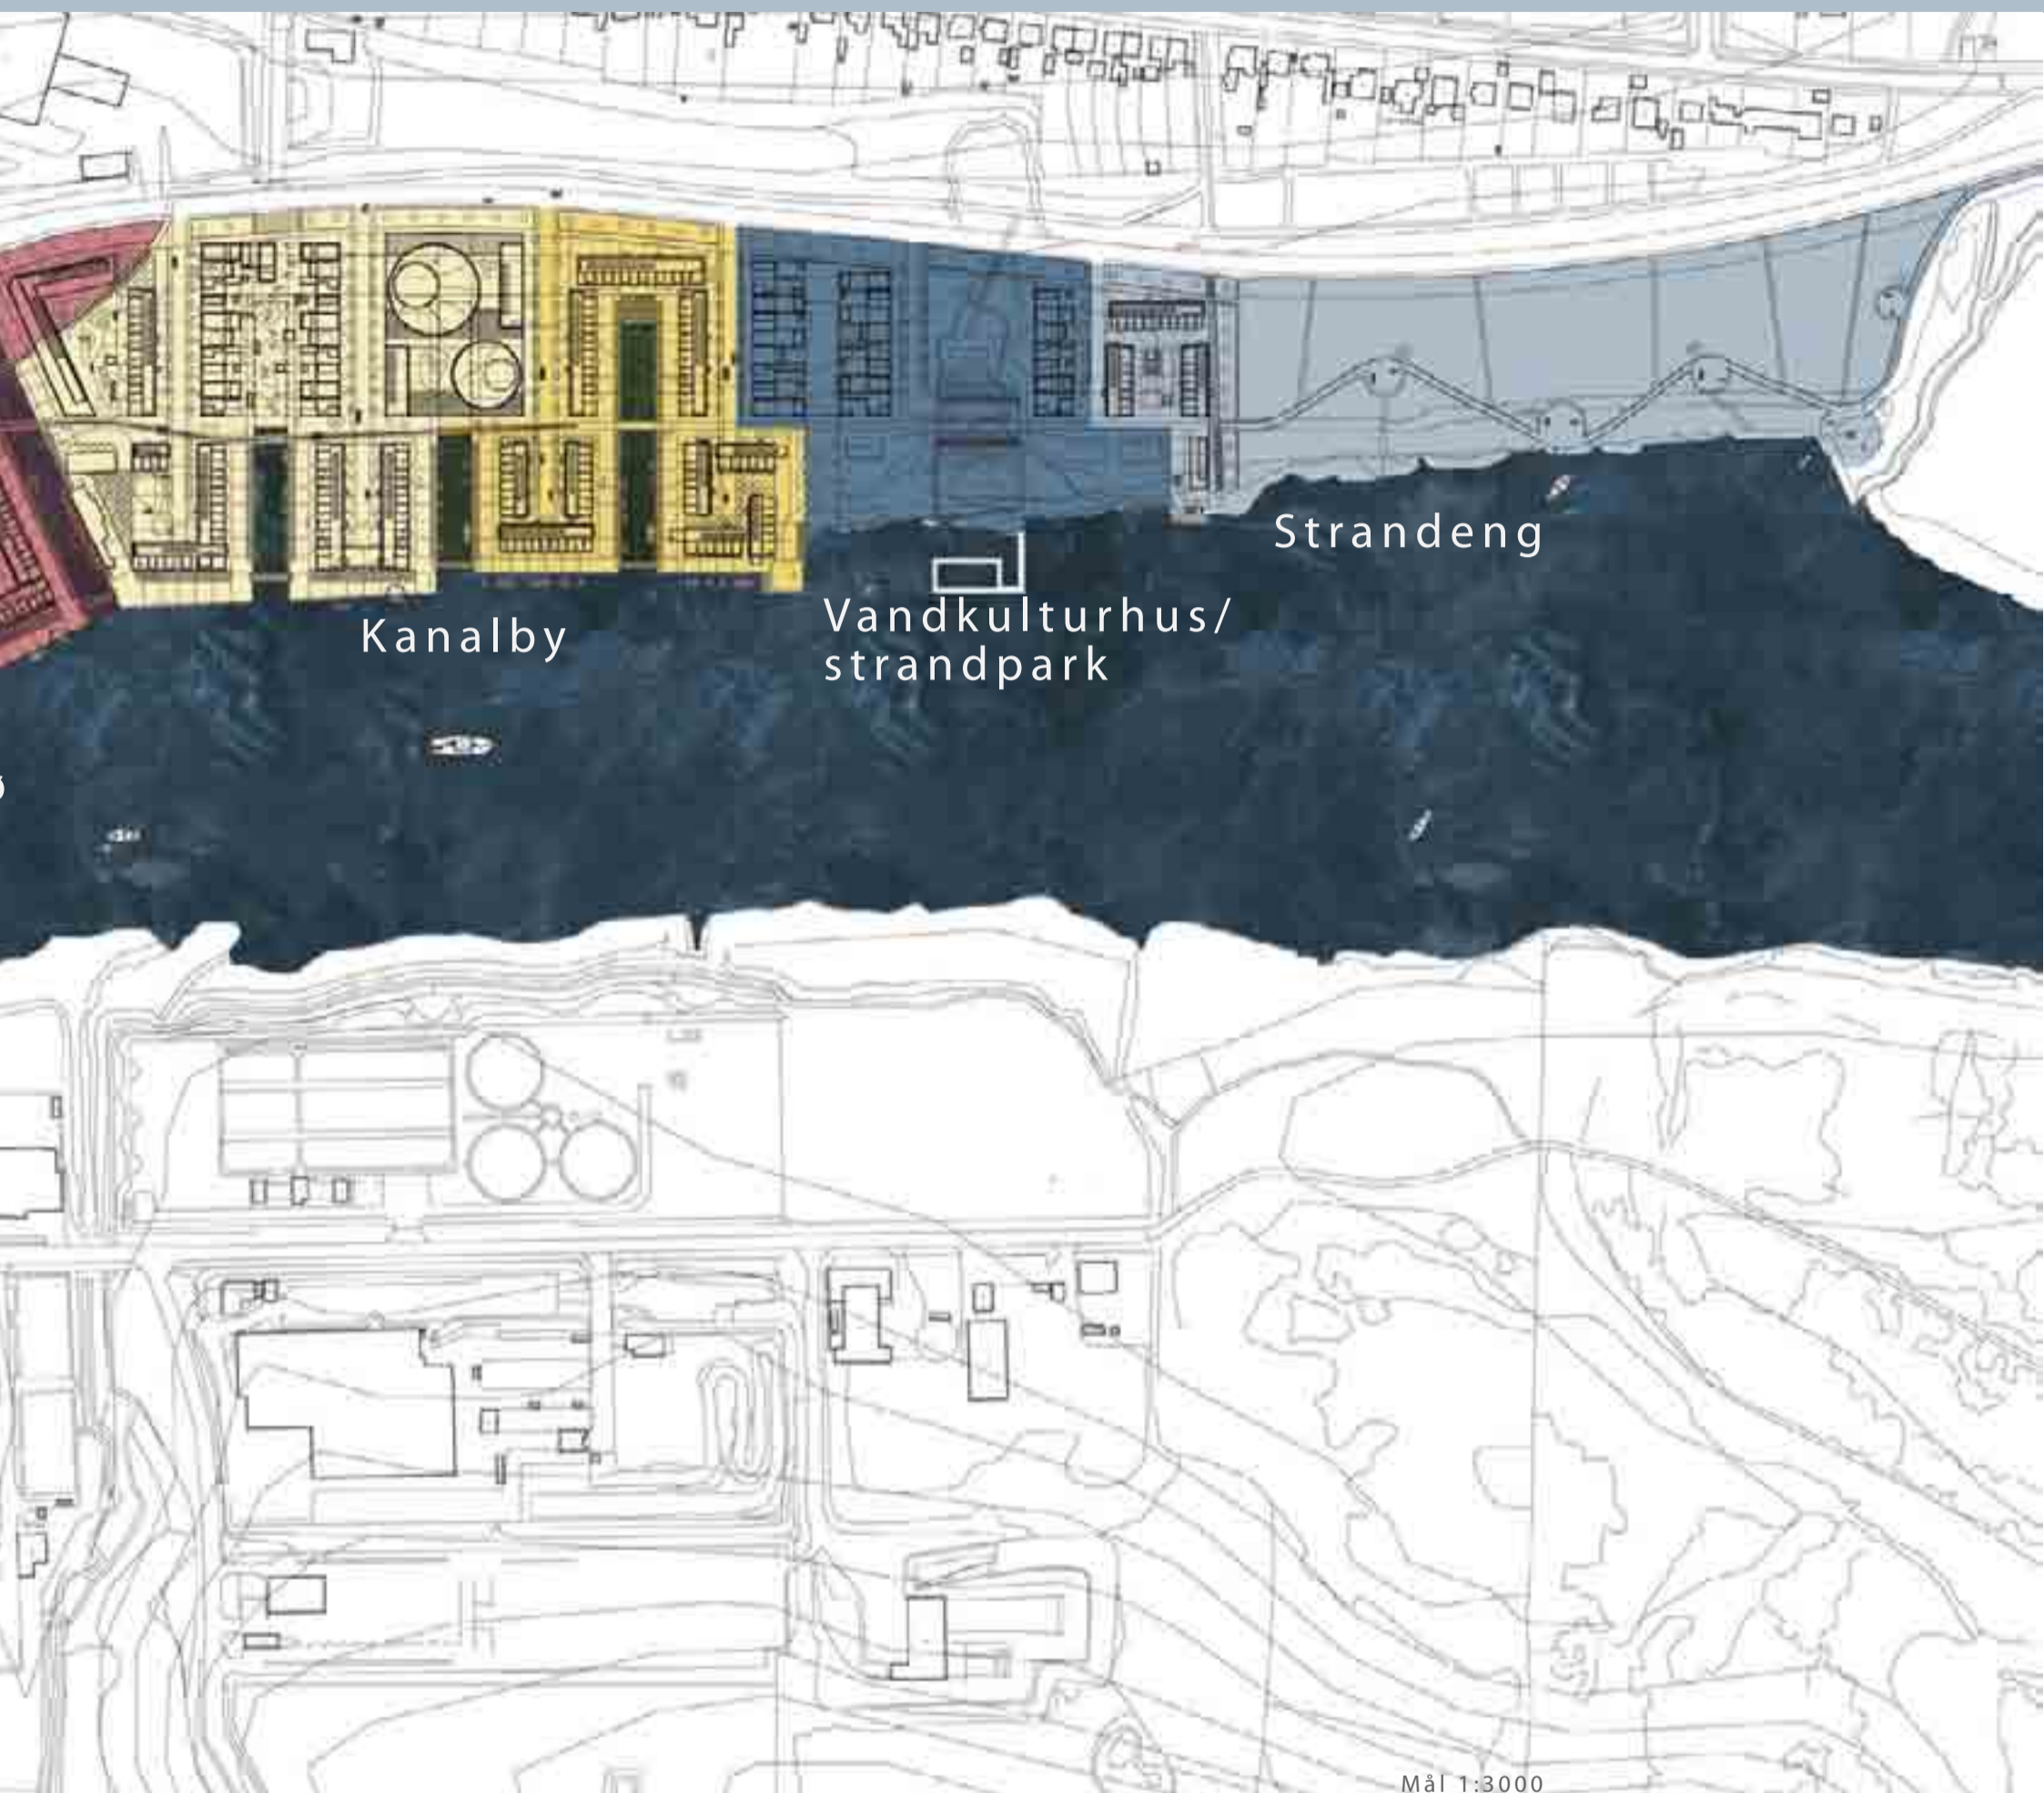 Strandeng
Vandkulturhus/
strandpark
Kanalby
ø
Mål 1:3000